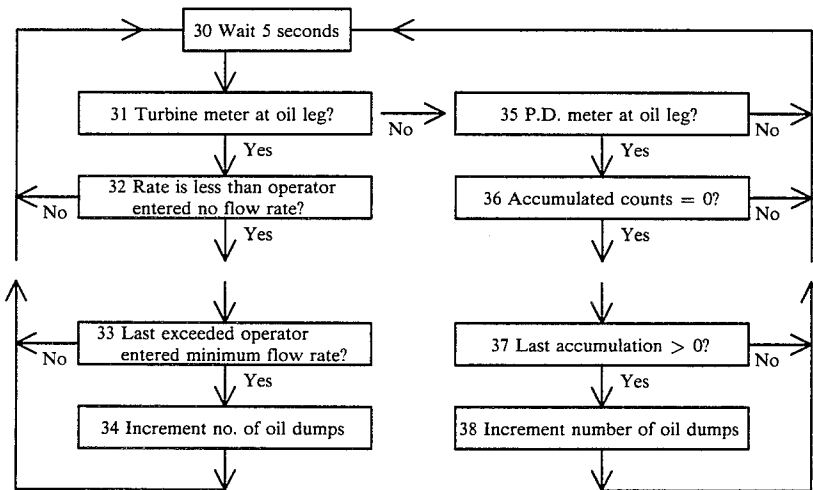 30 Wait 5 seconds
31 Turbine meter at oil leg?
No
35 P.D. meter at oil leg?
No
Yes
Yes
32 Rate is less than operator
entered no flow rate?
No
36 Accumulated counts = 0?
No
Yes
Yes
33 Last exceeded operator
entered minimum flow rate?
No
37 Last accumulation > 0?
No
Yes
Yes
34 Increment no. of oil dumps
38 Increment number of oil dumps